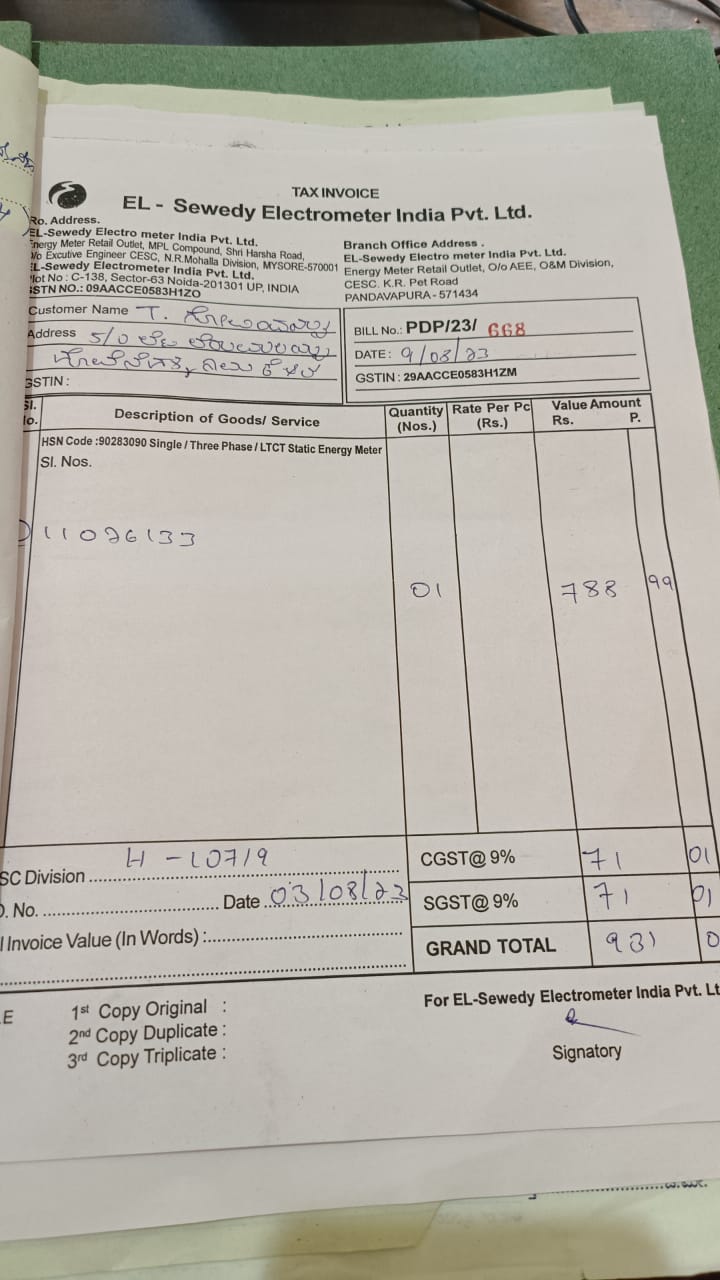 TAX INVOICE
EL - Sewedy Electrometer India Pvt. Ltd.
Ro. Address.
EL-Sewedy Electro meter India Pvt. Ltd.
Energy Meter Retail Outlet, MPL Compound, Shri Harsha Road,
Excutive Engineer CESC, N.R.Mohalla Division, MYSORE-570001
EL-Sewedy Electrometer India Pvt. Ltd.
Plot No : C-138, Sector-63 Noida-201301 UP, INDIA
GSTN NO.: 09AACCE0583H1ZO
Branch Office Address .
EL-Sewedy Electro meter India Pvt. Ltd.
Energy Meter Retail Outlet, O/o AEE, O&M Division,
CESC. K.R. Pet Road
PANDAVAPURA - 571434
Customer Name T.
Address S/O
GSTIN :
BILL No.: PDP/23/ 668
DATE : 9/08/23
GSTIN : 29AACCE0583H1ZM
Sl. No. Description of Goods/ Service Quantity (Nos.) Rate Per Pc (Rs.) Value Amount Rs. P.
HSN Code :90283090 Single / Three Phase / LTCT Static Energy Meter
Sl. Nos.
11026133
01 788 99
SC Division H - 10719
CGST@ 9% 71 01
. No. Date 03/08/23
SGST@ 9% 71 01
l Invoice Value (In Words) :
GRAND TOTAL 931 0
E 1st Copy Original :
2nd Copy Duplicate :
3rd Copy Triplicate :
For EL-Sewedy Electrometer India Pvt. Lt
Signatory